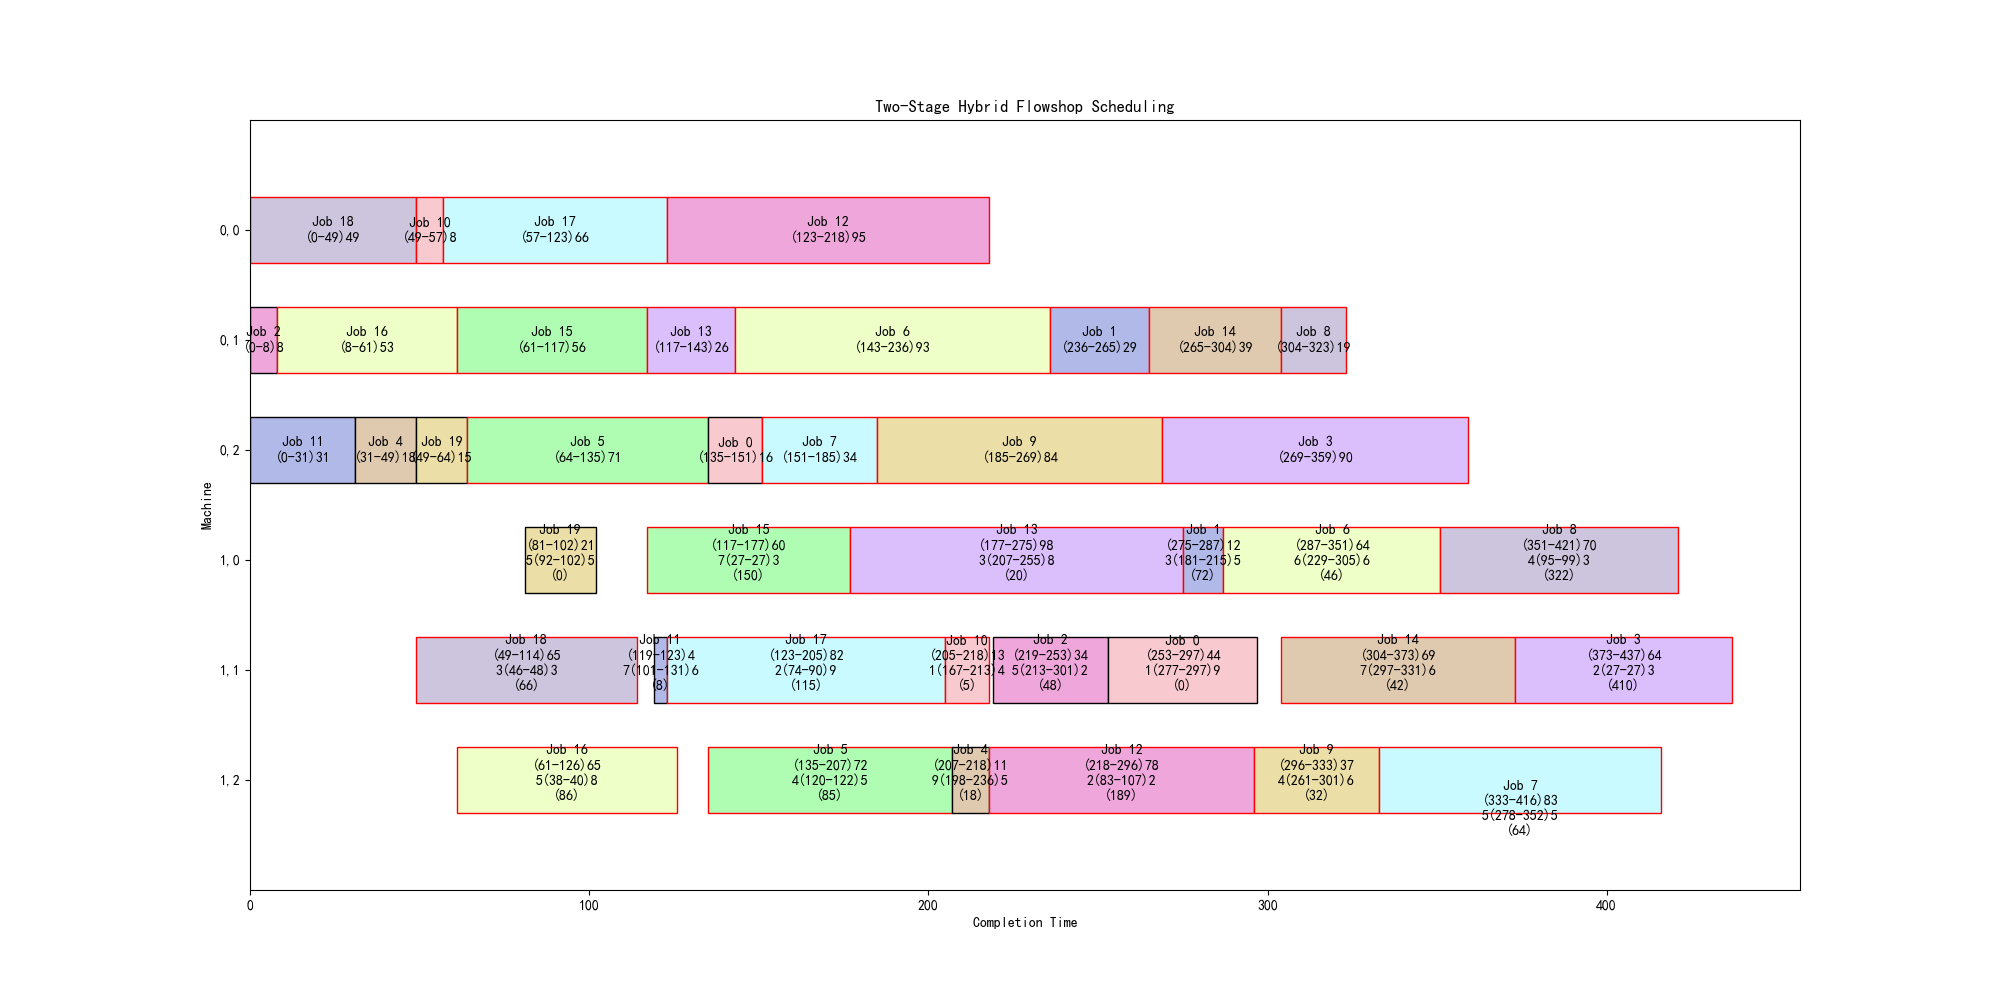 Two-Stage Hybrid Flowshop Scheduling
0,0
Job 18
(0-49)49
Job 10
(49-57)8
Job 17
(57-123)66
Job 12
(123-218)95
0,1
Job 2
(0-8)8
Job 16
(8-61)53
Job 15
(61-117)56
Job 13
(117-143)26
Job 6
(143-236)93
Job 1
(236-265)29
Job 14
(265-304)39
Job 8
(304-323)19
0,2
Job 11
(0-31)31
Job 4
(31-49)18
Job 19
(49-64)15
Job 5
(64-135)71
Job 0
(135-151)16
Job 7
(151-185)34
Job 9
(185-269)84
Job 3
(269-359)90
Machine
1,0
Job 19
(81-102)21
5(92-102)5
(0)
Job 15
(117-177)60
7(27-27)3
(150)
Job 13
(177-275)98
3(207-255)8
(20)
Job 1
(275-287)12
3(181-215)5
(72)
Job 6
(287-351)64
6(229-305)6
(46)
Job 8
(351-421)70
4(95-99)3
(322)
1,1
Job 18
(49-114)65
3(46-48)3
(66)
Job 11
(119-123)4
7(101-131)6
(8)
Job 17
(123-205)82
2(74-90)9
(115)
Job 10
(205-218)13
1(167-213)4
(5)
Job 2
(219-253)34
5(213-301)2
(48)
Job 0
(253-297)44
1(277-297)9
(0)
Job 14
(304-373)69
7(297-331)6
(42)
Job 3
(373-437)64
2(27-27)3
(410)
1,2
Job 16
(61-126)65
5(38-40)8
(86)
Job 5
(135-207)72
4(120-122)5
(85)
Job 4
(207-218)11
9(198-236)5
(18)
Job 12
(218-296)78
2(83-107)2
(189)
Job 9
(296-333)37
4(261-301)6
(32)
Job 7
(333-416)83
5(278-352)5
(64)
0
100
200
300
400
Completion Time